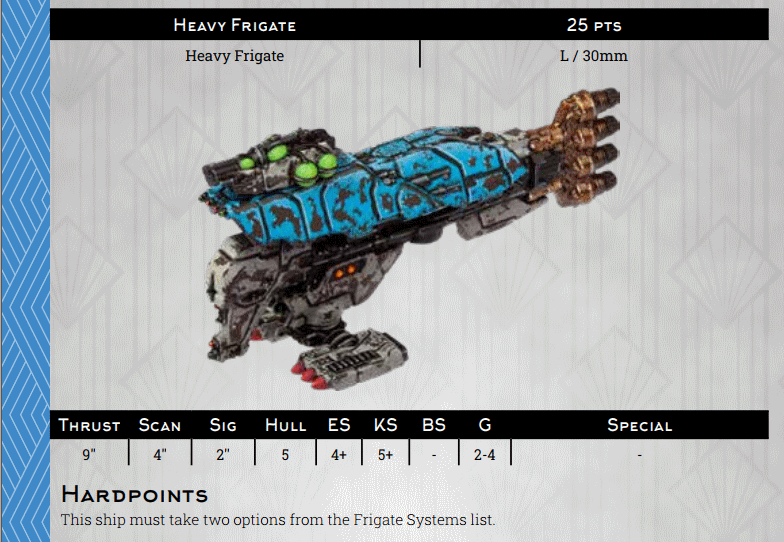 Heavy Frigate 25 pts
Heavy Frigate L / 30mm
Thrust Scan Sig Hull ES KS BS G Special
9" 4" 2" 5 4+ 5+ - 2-4 -
Hardpoints
This ship must take two options from the Frigate Systems list.